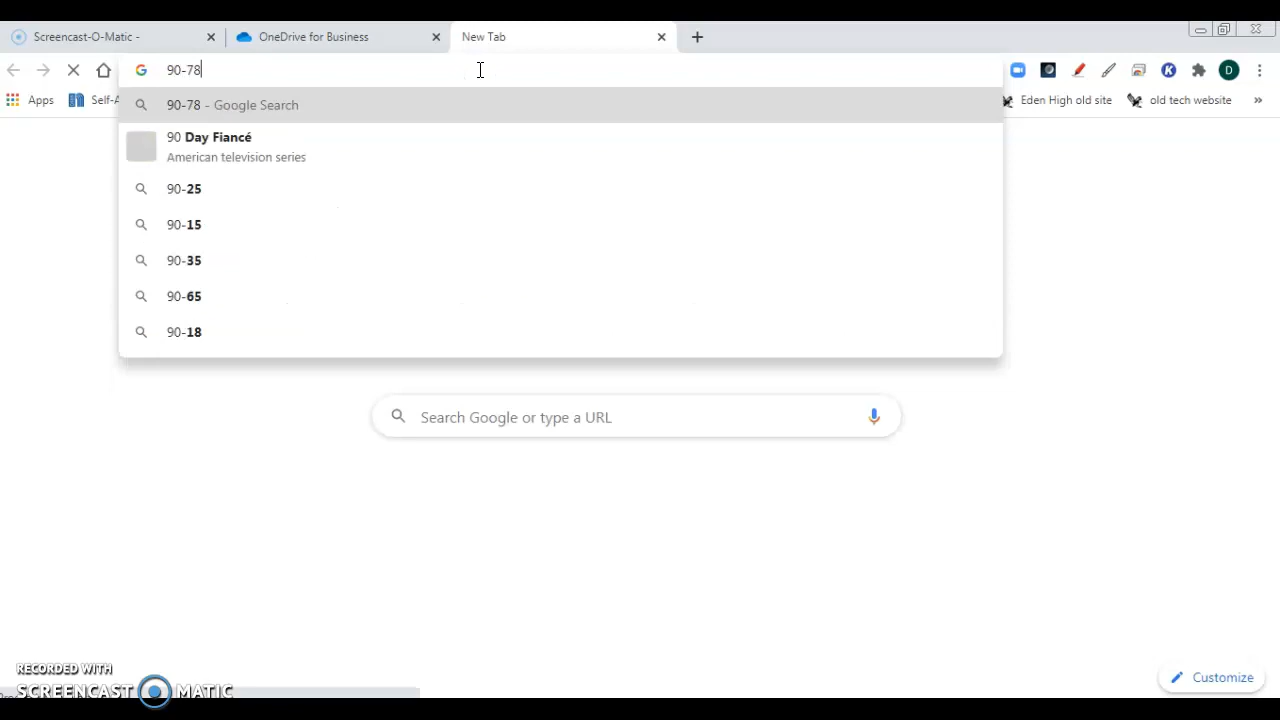 Screencast-O-Matic -
OneDrive for Business
New Tab
90-78
Apps
Self-A
Eden High old site
old tech website
»
90-78 - Google Search
90 Day Fiancé
American television series
90-25
90-15
90-35
90-65
90-18
Search Google or type a URL
Customize
RECORDED WITH
SCREENCAST MATIC